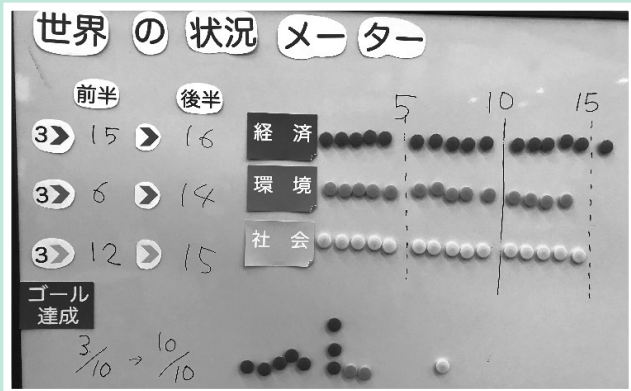 世界の状況メーター
前半 後半
5 10 15
3 > 15 > 16 経済
3 > 6 > 14 環境
3 > 12 > 15 社会
ゴール
達成
3/10 → 10/10